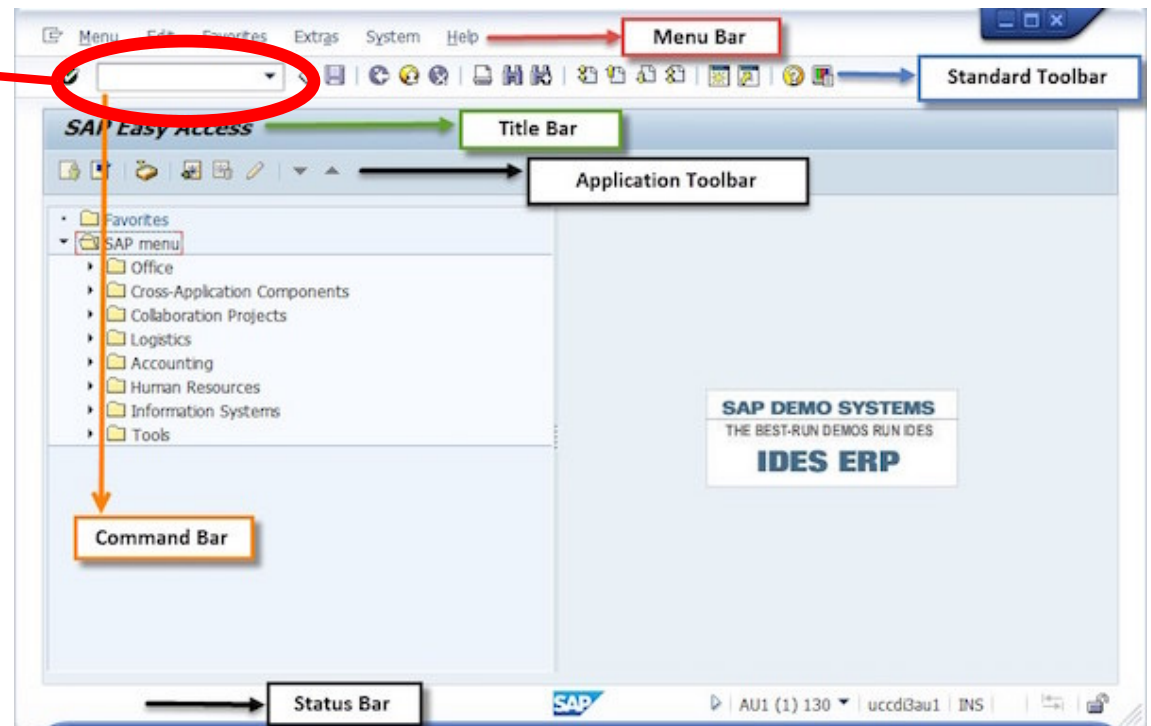 Menu Edit Favorites Extras System Help
Menu Bar
Standard Toolbar
SAP Easy Access
Title Bar
Application Toolbar
Favorites
SAP menu
Office
Cross-Application Components
Collaboration Projects
Logistics
Accounting
Human Resources
Information Systems
Tools
SAP DEMO SYSTEMS
THE BEST-RUN DEMOS RUN IDES
IDES ERP
Command Bar
Status Bar
SAP
AU1 (1) 130
uccdi3au1
INS